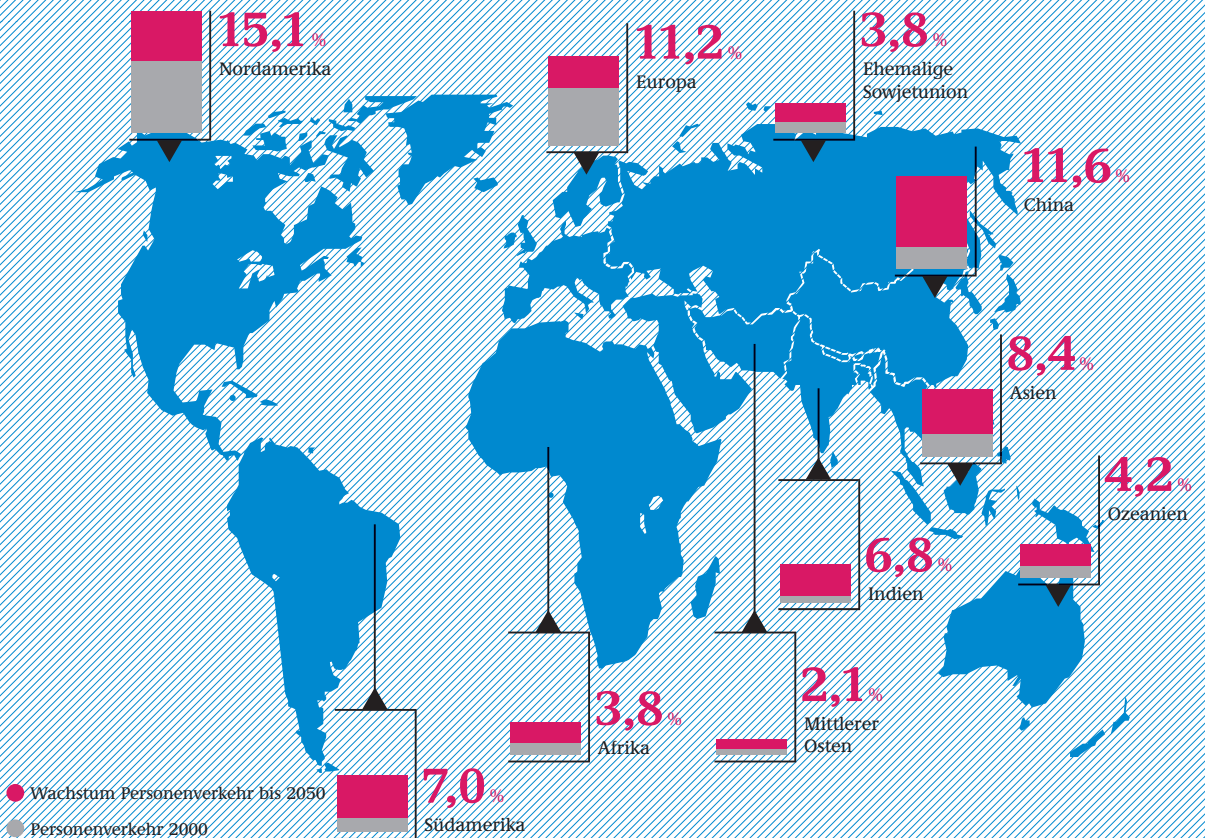 15,1 %
Nordamerika
11,2 %
Europa
3,8 %
Ehemalige
Sowjetunion
11,6 %
China
8,4 %
Asien
4,2 %
Ozeanien
6,8 %
Indien
2,1 %
Mittlerer
Osten
3,8 %
Afrika
7,0 %
Südamerika
Wachstum Personenverkehr bis 2050
Personenverkehr 2000